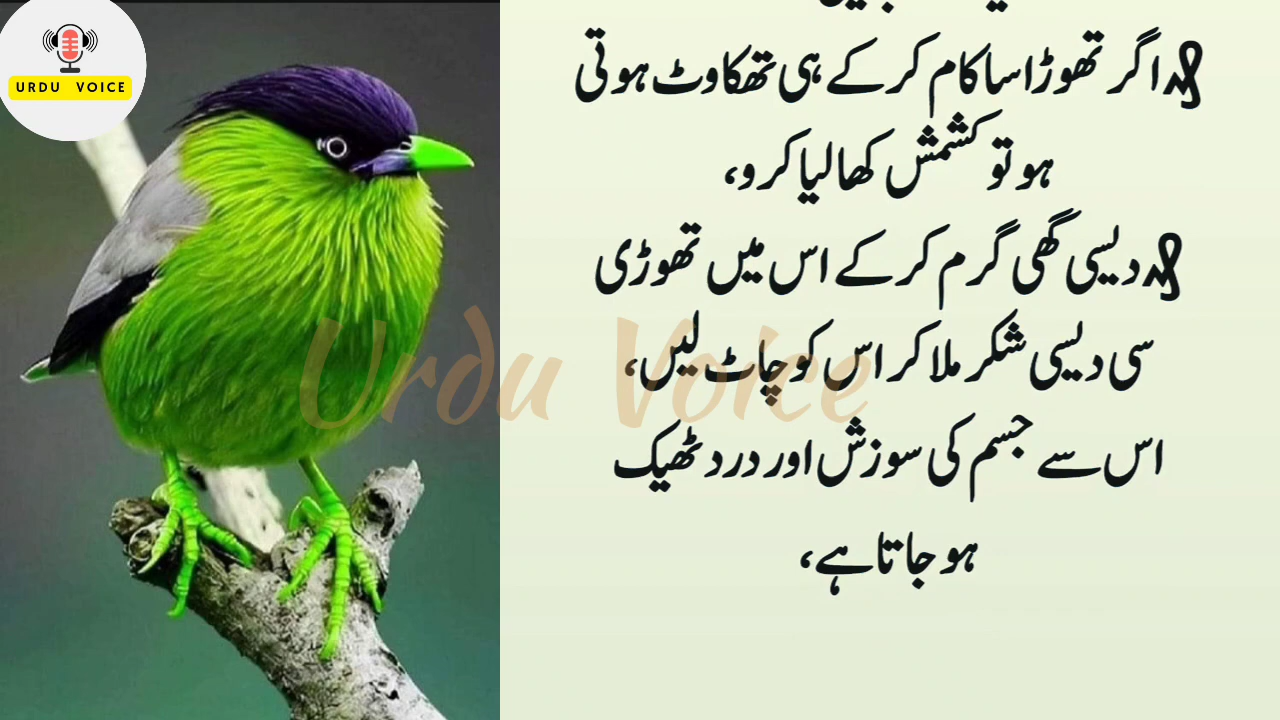 URDU VOICE
اگر تھوڑا سا کام کر کے ہی تھکاوٹ ہوتی
ہو تو کشمش کھا لیا کرو،
دیسی گھی گرم کر کے اس میں تھوڑی
سی دیسی شکر ملا کر اس کو چاٹ لیں،
Urdu Voice
اس سے جسم کی سوزش اور درد ٹھیک
ہو جاتا ہے،